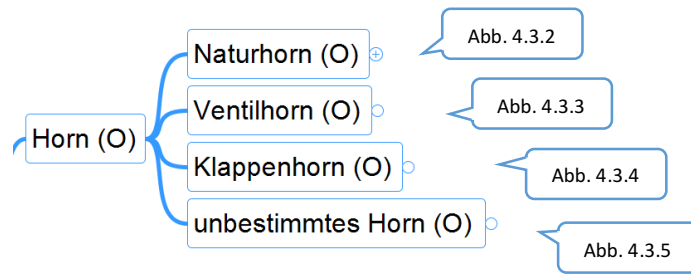 Naturhorn (O)
Abb. 4.3.2
Ventilhorn (O)
Abb. 4.3.3
Horn (O)
Klappenhorn (O)
Abb. 4.3.4
unbestimmtes Horn (O)
Abb. 4.3.5